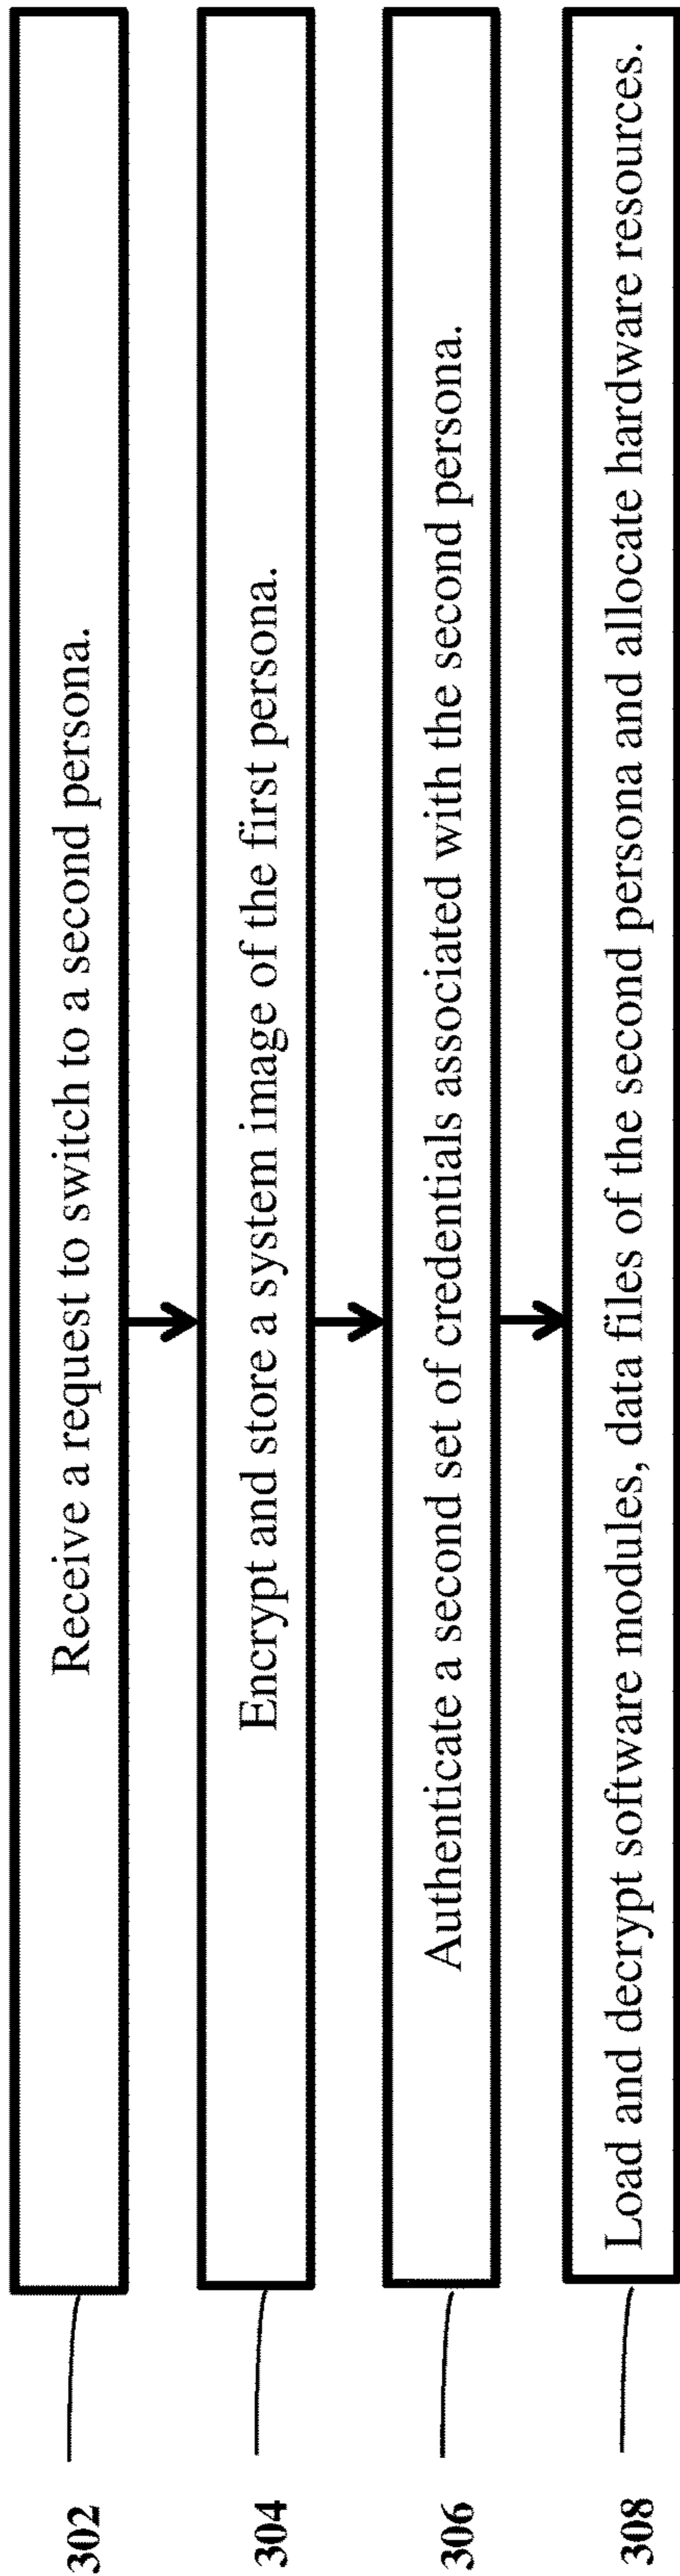 302
Receive a request to switch to a second persona.
304
Encrypt and store a system image of the first persona.
306
Authenticate a second set of credentials associated with the second persona.
308
Load and decrypt software modules, data files of the second persona and allocate hardware resources.